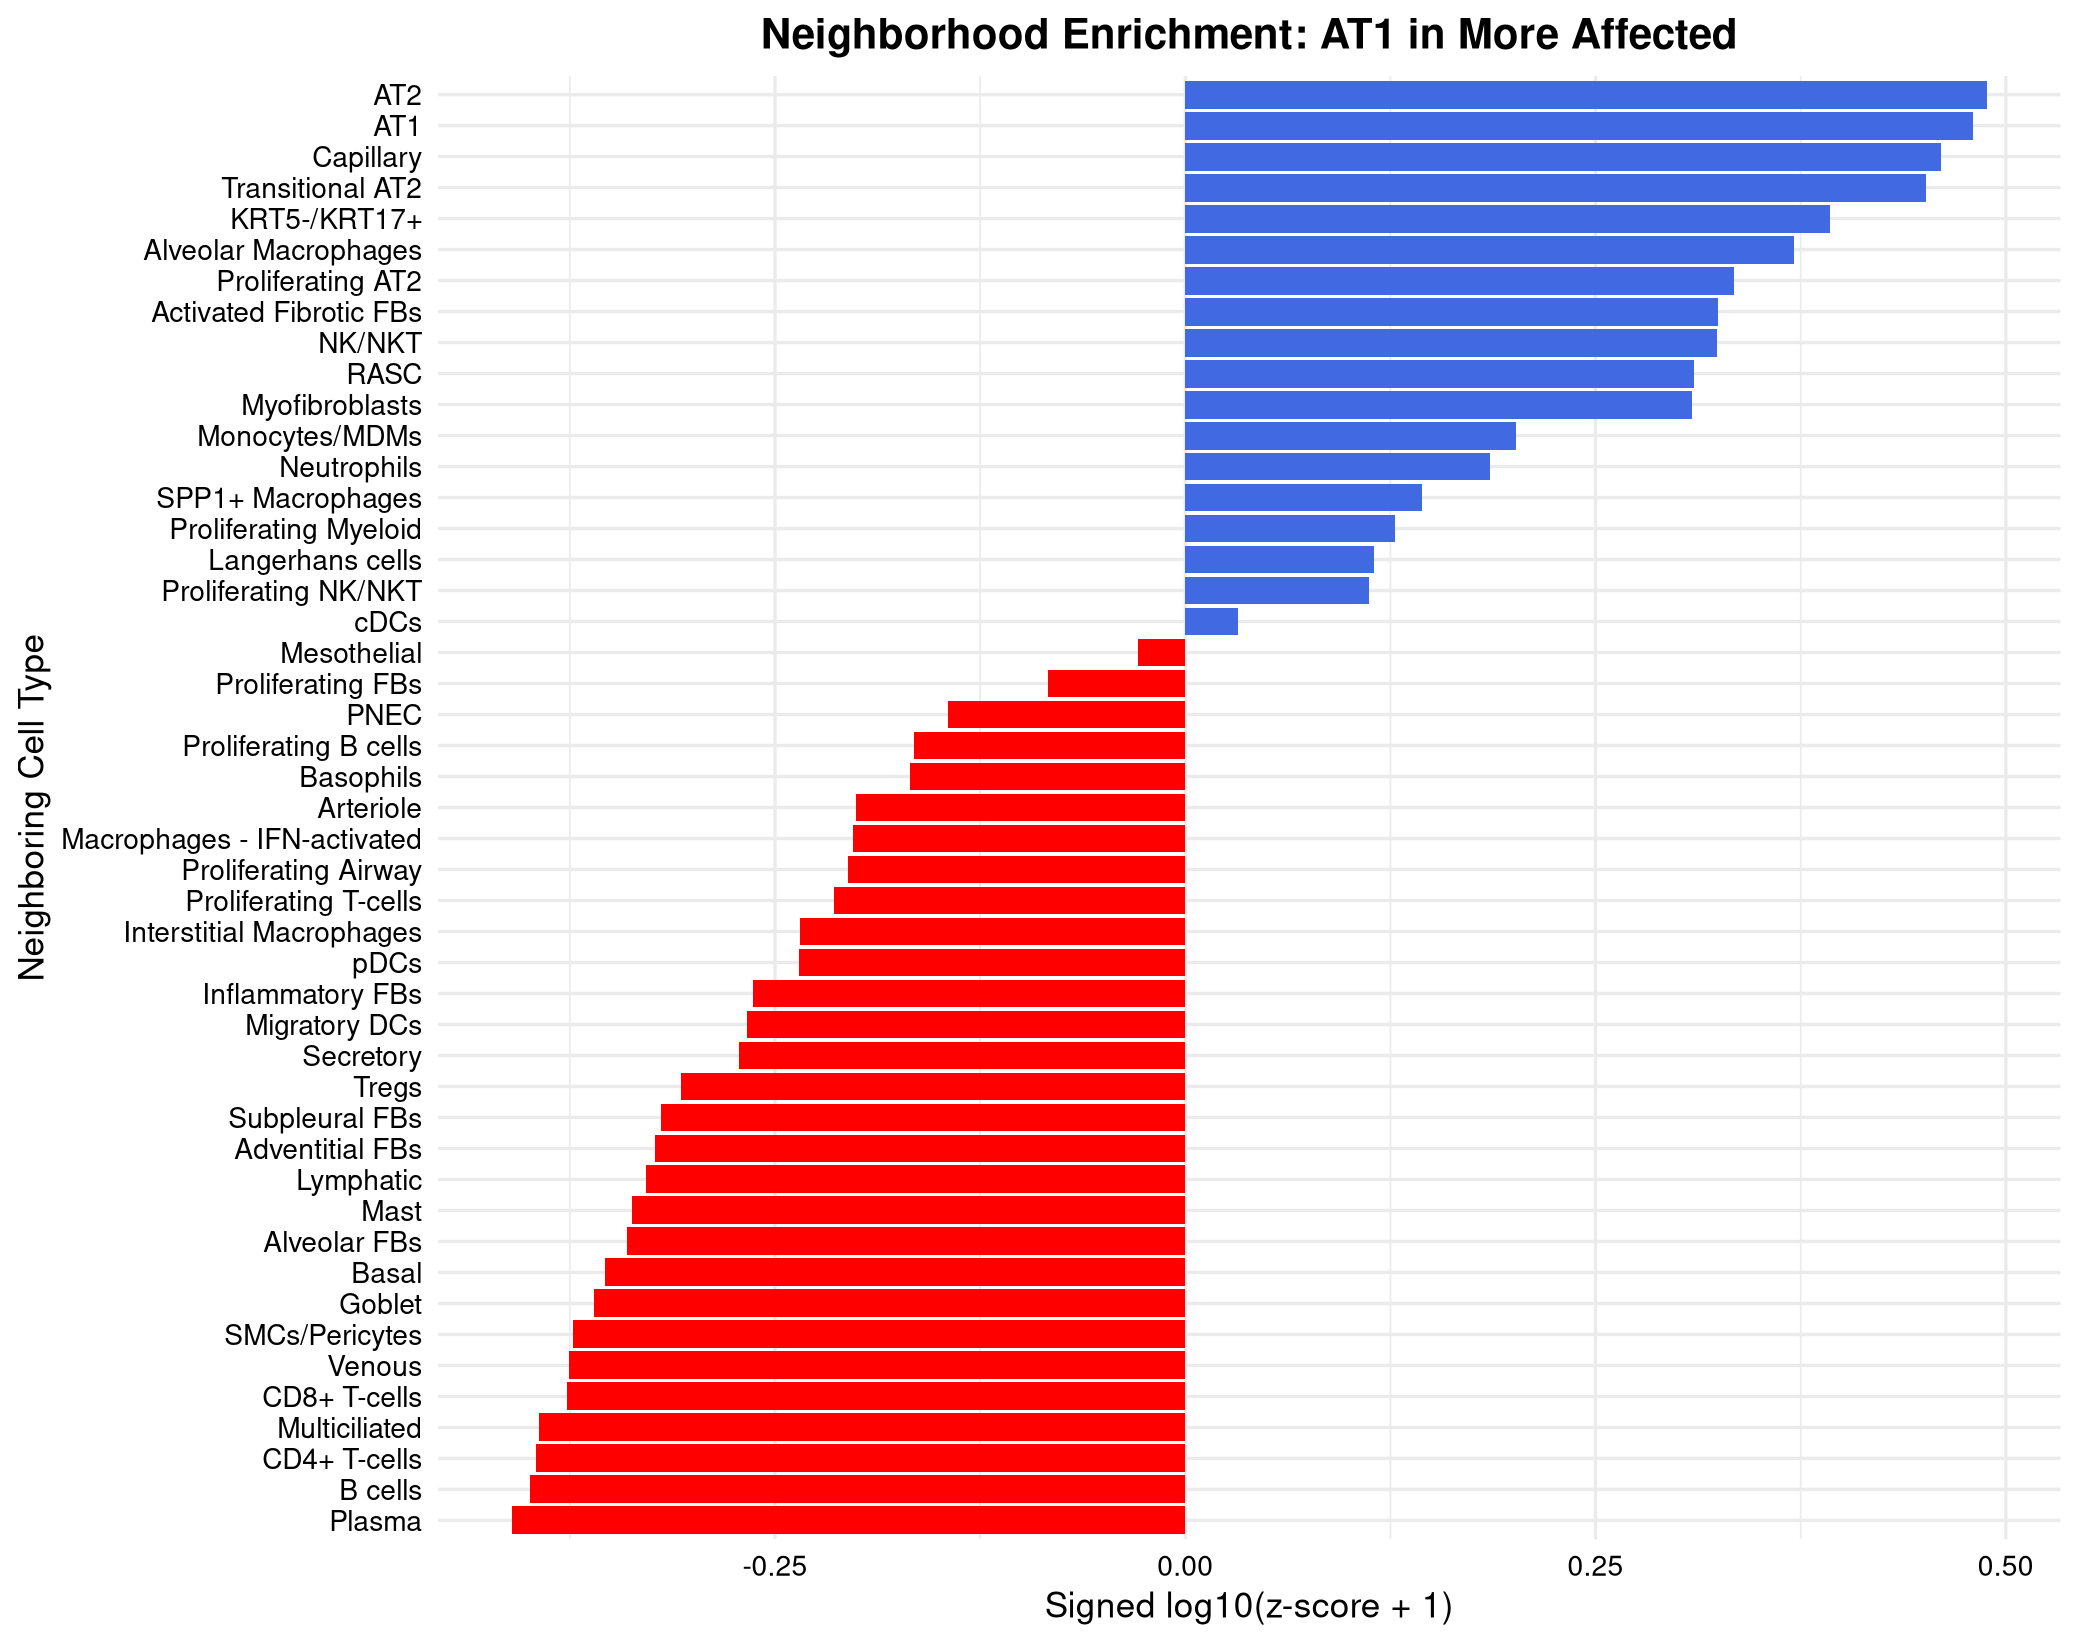 Neighborhood Enrichment: AT1 in More Affected
Neighboring Cell Type
AT2
AT1
Capillary
Transitional AT2
KRT5-/KRT17+
Alveolar Macrophages
Proliferating AT2
Activated Fibrotic FBs
NK/NKT
RASC
Myofibroblasts
Monocytes/MDMs
Neutrophils
SPP1+ Macrophages
Proliferating Myeloid
Langerhans cells
Proliferating NK/NKT
cDCs
Mesothelial
Proliferating FBs
PNEC
Proliferating B cells
Basophils
Arteriole
Macrophages - IFN-activated
Proliferating Airway
Proliferating T-cells
Interstitial Macrophages
pDCs
Inflammatory FBs
Migratory DCs
Secretory
Tregs
Subpleural FBs
Adventitial FBs
Lymphatic
Mast
Alveolar FBs
Basal
Goblet
SMCs/Pericytes
Venous
CD8+ T-cells
Multiciliated
CD4+ T-cells
B cells
Plasma
-0.25 0.00 0.25 0.50
Signed log10(z-score + 1)